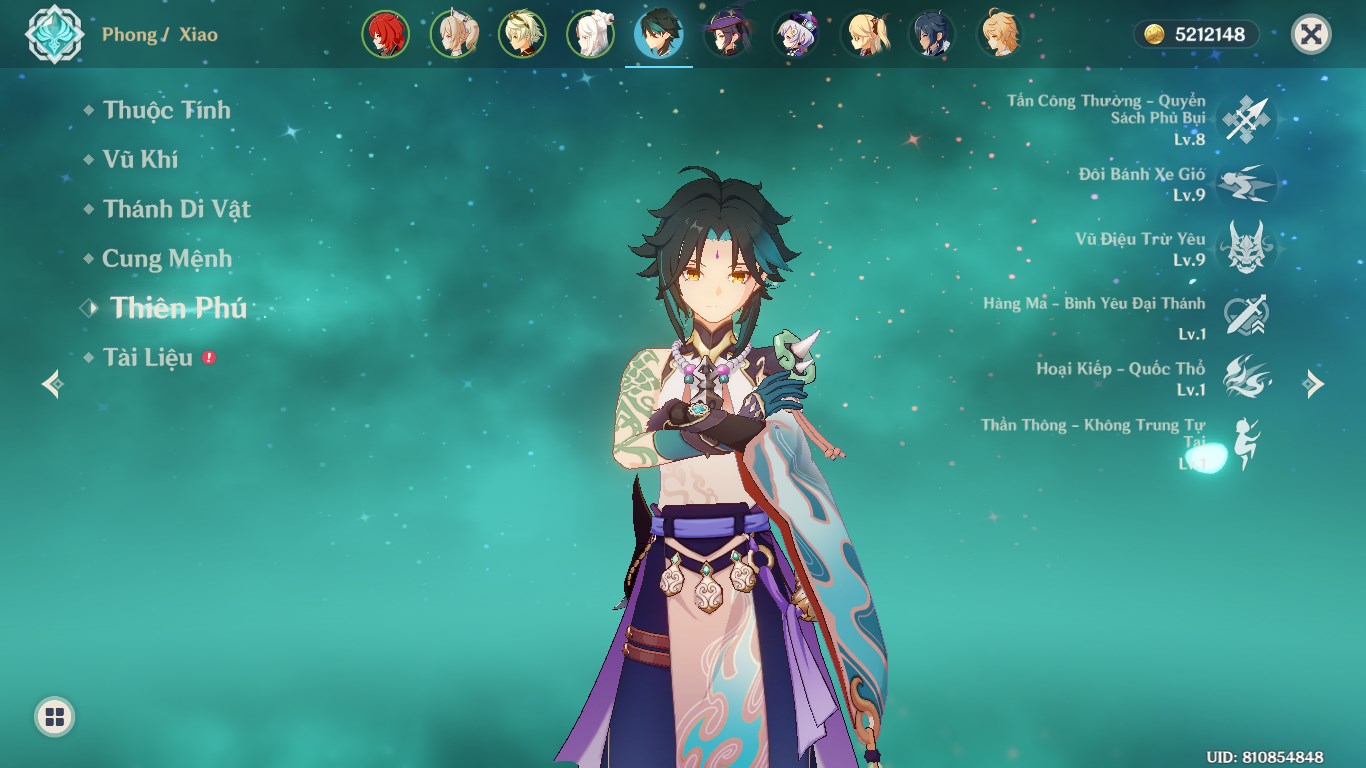 Phong / Xiao
5212148
Thuộc Tính
Vũ Khí
Thánh Di Vật
Cung Mệnh
Thiên Phú
Tài Liệu
Tấn Công Thường - Quyển
Sách Phủ Bụi
Lv.8
Đôi Bánh Xe Gió
Lv.9
Vũ Điệu Trừ Yêu
Lv.9
Hàng Ma - Bình Yêu Đại Thánh
Lv.1
Hoại Kiếp - Quốc Thổ
Lv.1
Thần Thông - Không Trung Tự
Tại
UID: 810854848